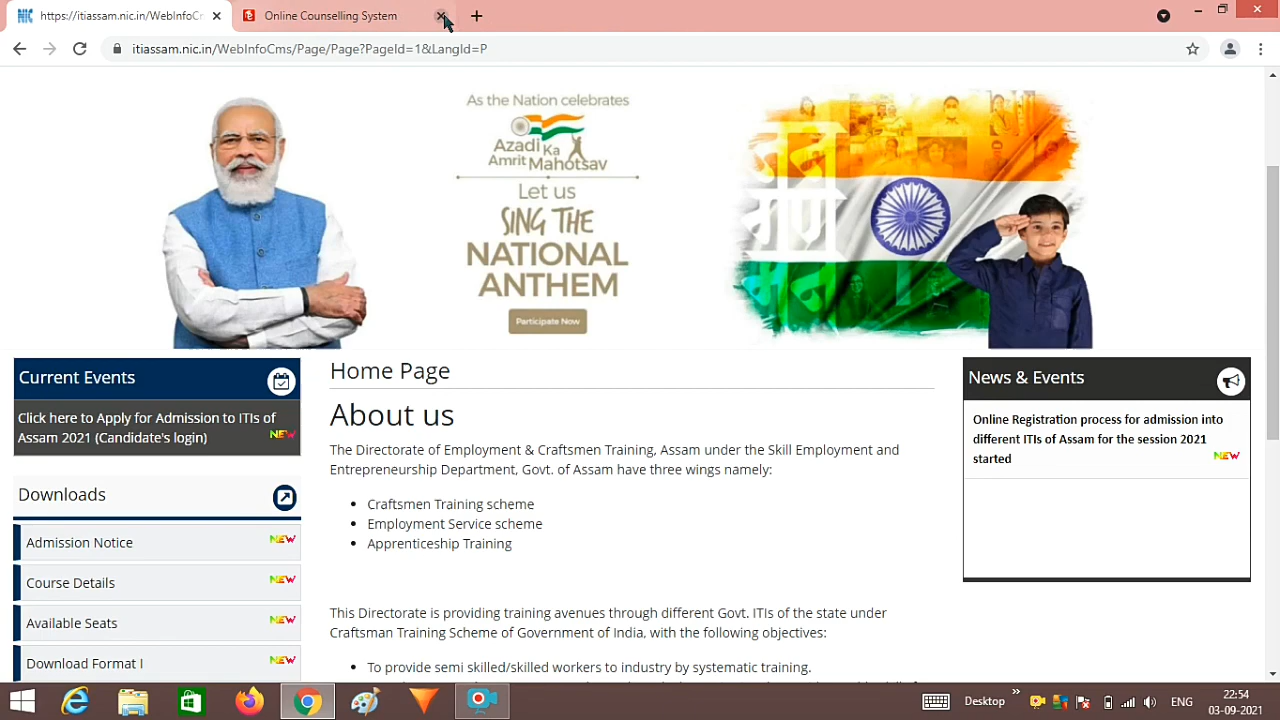 https://itiassam.nic.in/WebInfoCr
Online Counselling System
itiassam.nic.in/WebInfoCms/Page/Page?PageId=1&LangId=P
As the Nation celebrates
Azadi Ka
Amrit Mahotsav
Let us
SING THE
NATIONAL
ANTHEM
Participate Now
जन
गण
मन
Current Events
Click here to Apply for Admission to ITIs of
Assam 2021 (Candidate's login) NEW
Downloads
Admission Notice NEW
Course Details NEW
Available Seats NEW
Download Format I NEW
Home Page
About us
The Directorate of Employment & Craftsmen Training, Assam under the Skill Employment and
Entrepreneurship Department, Govt. of Assam have three wings namely:
• Craftsmen Training scheme
• Employment Service scheme
• Apprenticeship Training
This Directorate is providing training avenues through different Govt. ITIs of the state under
Craftsman Training Scheme of Government of India, with the following objectives:
• To provide semi skilled/skilled workers to industry by systematic training.
News & Events
Online Registration process for admission into
different ITIs of Assam for the session 2021
started NEW
Desktop
ENG
22:54
03-09-2021